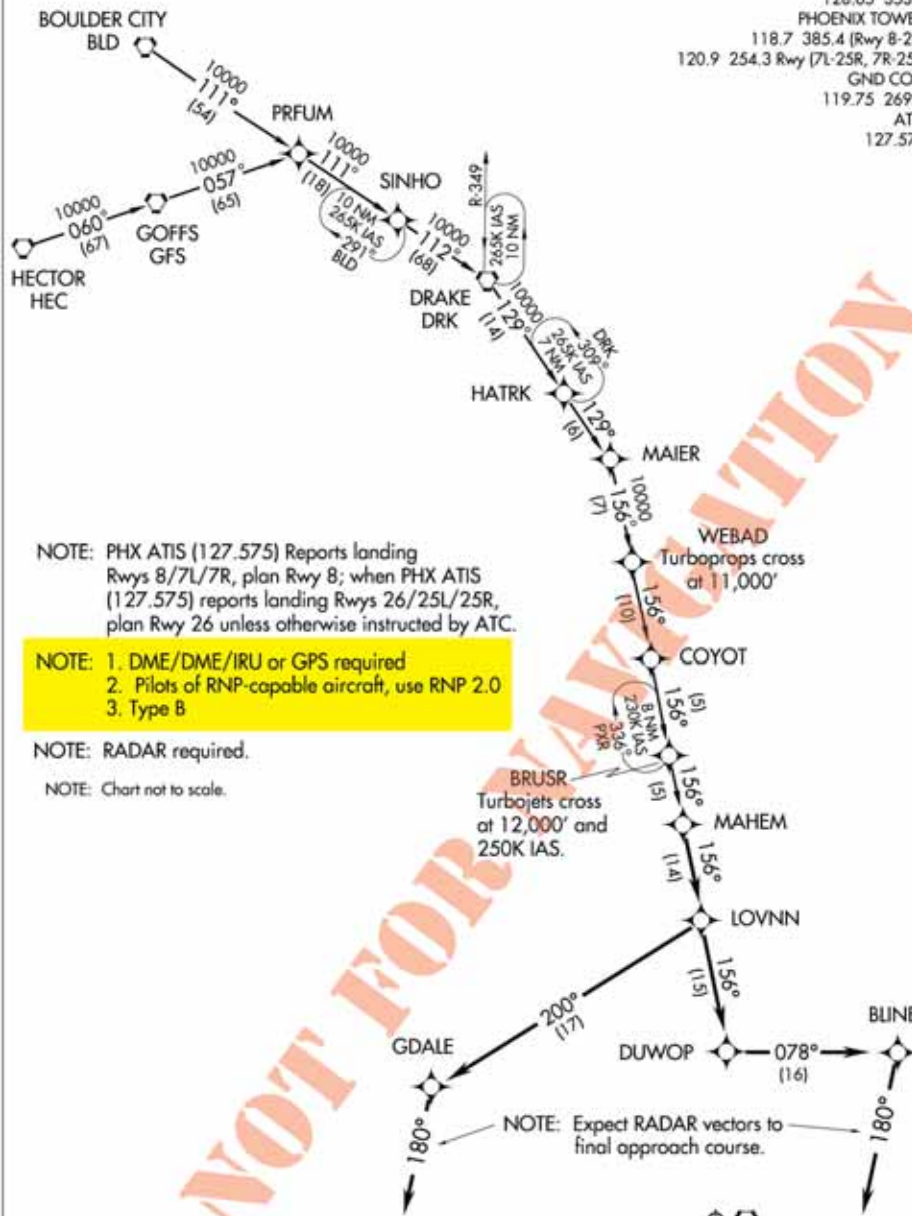 BOULDER CITY
BLD
PHOENIX TOWE
118.7 385.4 (Rwy 8-2
120.9 254.3 Rwy (7L-25R, 7R-25
GND CO
119.75 269
AT
127.57
10000
111°
(54)
PRFUM
10000
111°
(18)
SINHO
10 NM
265K IAS
291°
BLD
10000
057°
(65)
GOFFS
GFS
10000
060°
(67)
HECTOR
HEC
10000
112°
(68)
R-349
265K IAS
10 NM
DRAKE
DRK
10000
129°
(14)
DRK
309°
265K IAS
7 NM
HATRK
129°
(6)
MAIER
10000
156°
(7)
WEBAD
Turboprops cross
at 11,000'
156°
(10)
COYOT
156°
(5)
8 NM
230K IAS
336°
PXR
BRUSR
Turbojets cross
at 12,000' and
250K IAS.
156°
(5)
MAHEM
156°
(14)
LOVNN
156°
(15)
200°
(17)
GDALE
DUWOP
078°
(16)
BLINE
180°
180°
NOTE: Expect RADAR vectors to
final approach course.
NOTE: PHX ATIS (127.575) Reports landing
Rwys 8/7L/7R, plan Rwy 8; when PHX ATIS
(127.575) reports landing Rwys 26/25L/25R,
plan Rwy 26 unless otherwise instructed by ATC.
NOTE: 1. DME/DME/IRU or GPS required
2. Pilots of RNP-capable aircraft, use RNP 2.0
3. Type B
NOTE: RADAR required.
NOTE: Chart not to scale.
NOT FOR NAVIGATION